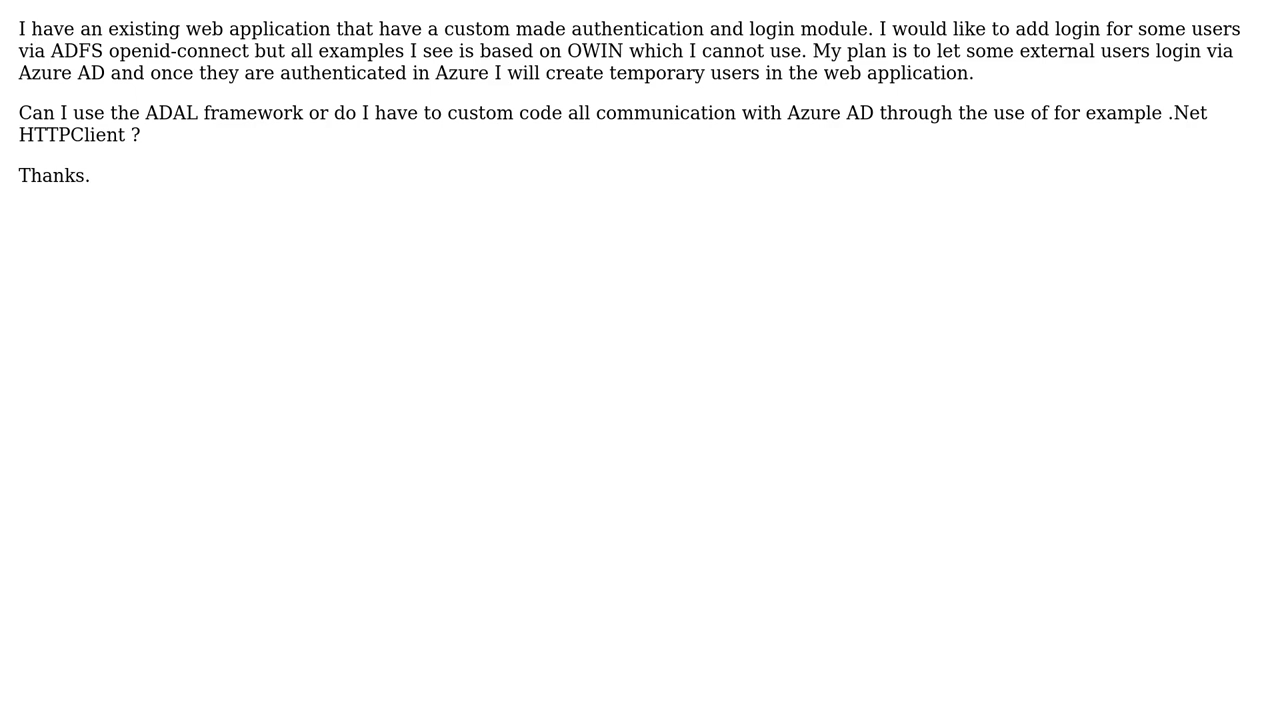 I have an existing web application that have a custom made authentication and login module. I would like to add login for some users
via ADFS openid-connect but all examples I see is based on OWIN which I cannot use. My plan is to let some external users login via
Azure AD and once they are authenticated in Azure I will create temporary users in the web application.
Can I use the ADAL framework or do I have to custom code all communication with Azure AD through the use of for example .Net
HTTPClient ?
Thanks.